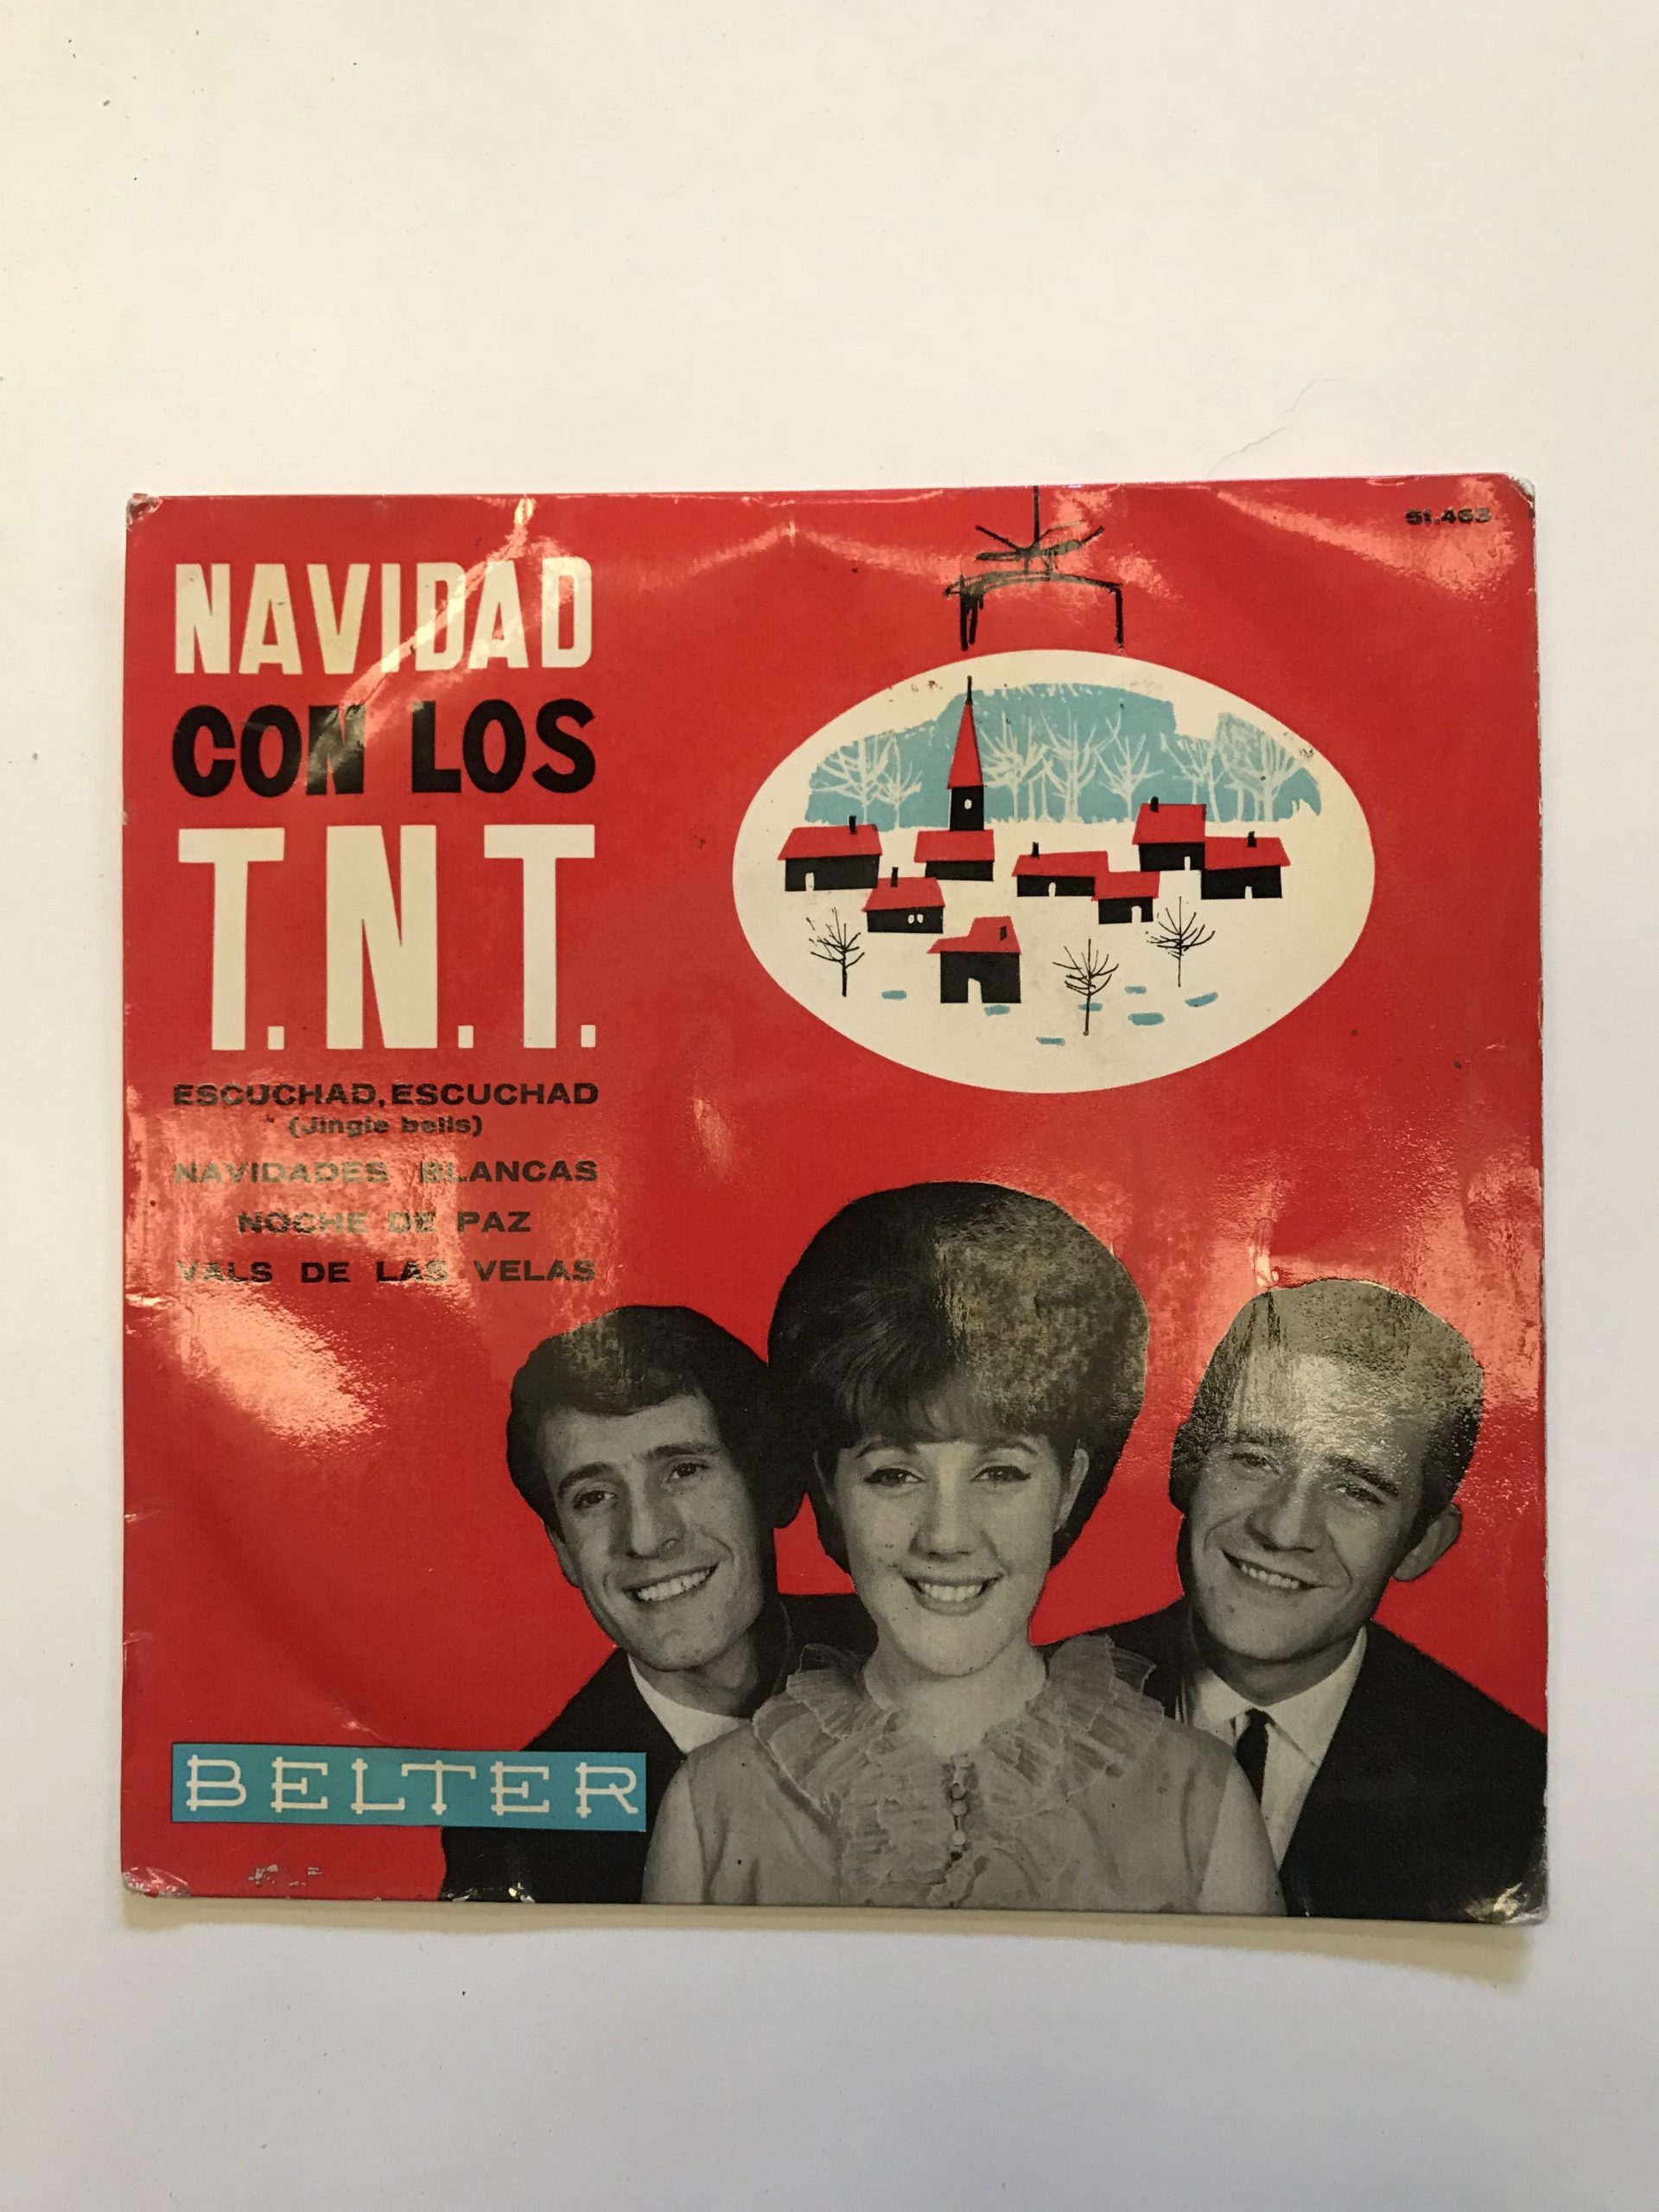 51.463
NAVIDAD
CON LOS
T.N.T.
ESCUCHAD, ESCUCHAD
(Jingle bells)
NAVIDADES BLANCAS
NOCHE DE PAZ
VALS DE LAS VELAS
BELTER